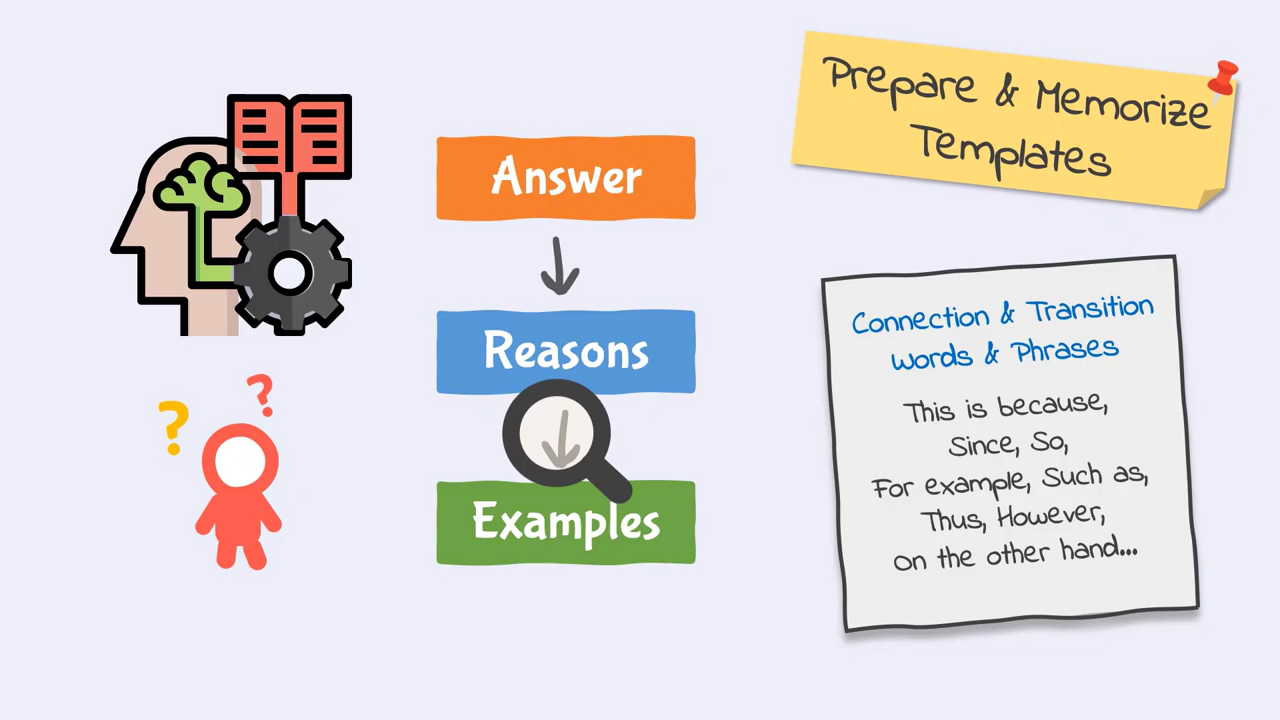 Prepare & Memorize
Templates
Answer
Reasons
Examples
Connection & Transition
Words & Phrases
This is because,
Since, So,
For example, Such as,
Thus, However,
On the other hand...
?
?